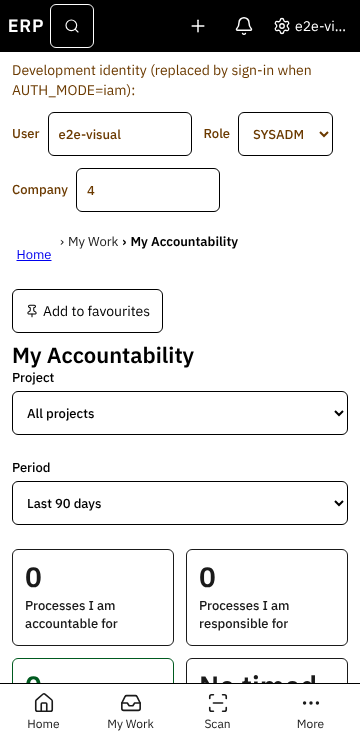 ERP
e2e-vi...
Development identity (replaced by sign-in when
AUTH_MODE=iam):
User e2e-visual Role SYSADM
Company 4
› My Work › My Accountability
Home
Add to favourites
My Accountability
Project
All projects
Period
Last 90 days
0 0
Processes I am Processes I am
accountable for responsible for
Home My Work Scan More